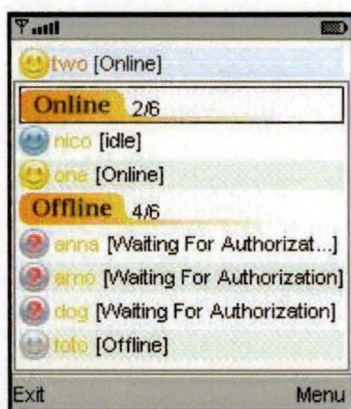 two [Online]
Online 2/6
nico [idle]
one [Online]
Offline 4/6
anna [Waiting For Authorizat...]
arno [Waiting For Authorization]
dog [Waiting For Authorization]
toto [Offline]
Exit Menu